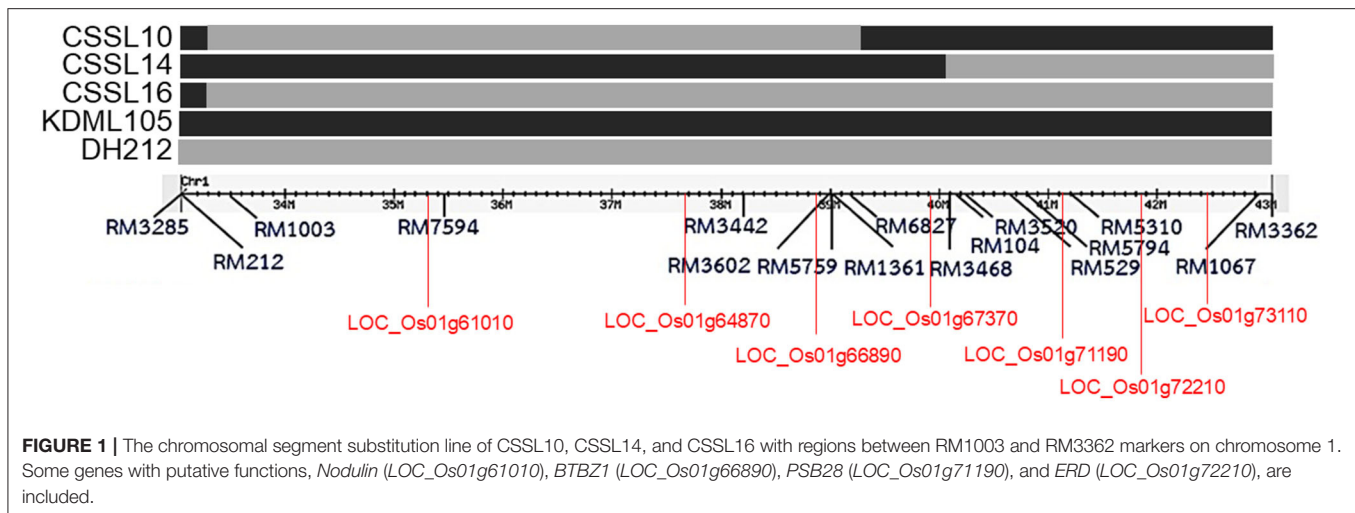 CSSL10
CSSL14
CSSL16
KDML105
DH212
Chr1
34M 35M 36M 37M 38M 39M 40M 41M 42M 43M
RM3285 RM1003 RM7594 RM3442 RM6827 RM3520 RM5310 RM3362
RM212 RM104 RM5794
RM3602 RM5759 RM1361 RM3468 RM529 RM1067
LOC_Os01g61010 LOC_Os01g64870 LOC_Os01g67370 LOC_Os01g73110
LOC_Os01g66890 LOC_Os01g71190
LOC_Os01g72210
FIGURE 1 | The chromosomal segment substitution line of CSSL10, CSSL14, and CSSL16 with regions between RM1003 and RM3362 markers on chromosome 1.
Some genes with putative functions, Nodulin (LOC_Os01g61010), BTBZ1 (LOC_Os01g66890), PSB28 (LOC_Os01g71190), and ERD (LOC_Os01g72210), are
included.